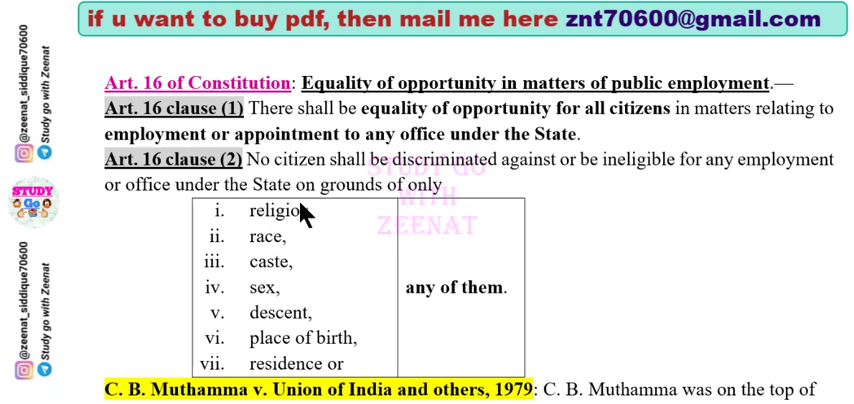 if u want to buy pdf, then mail me here znt70600@gmail.com
Art. 16 of Constitution: Equality of opportunity in matters of public employment.—
Art. 16 clause (1) There shall be equality of opportunity for all citizens in matters relating to
employment or appointment to any office under the State.
Art. 16 clause (2) No citizen shall be discriminated against or be ineligible for any employment
or office under the State on grounds of only
i. religio
ii. race,
iii. caste,
iv. sex,
v. descent,
vi. place of birth,
vii. residence or
any of them.
C. B. Muthamma v. Union of India and others, 1979: C. B. Muthamma was on the top of
STUDY GO
WITH
ZEENAT
@zeenat_siddique70600
Study go with Zeenat
STUDY
Go
@zeenat_siddique70600
Study go with Zeenat